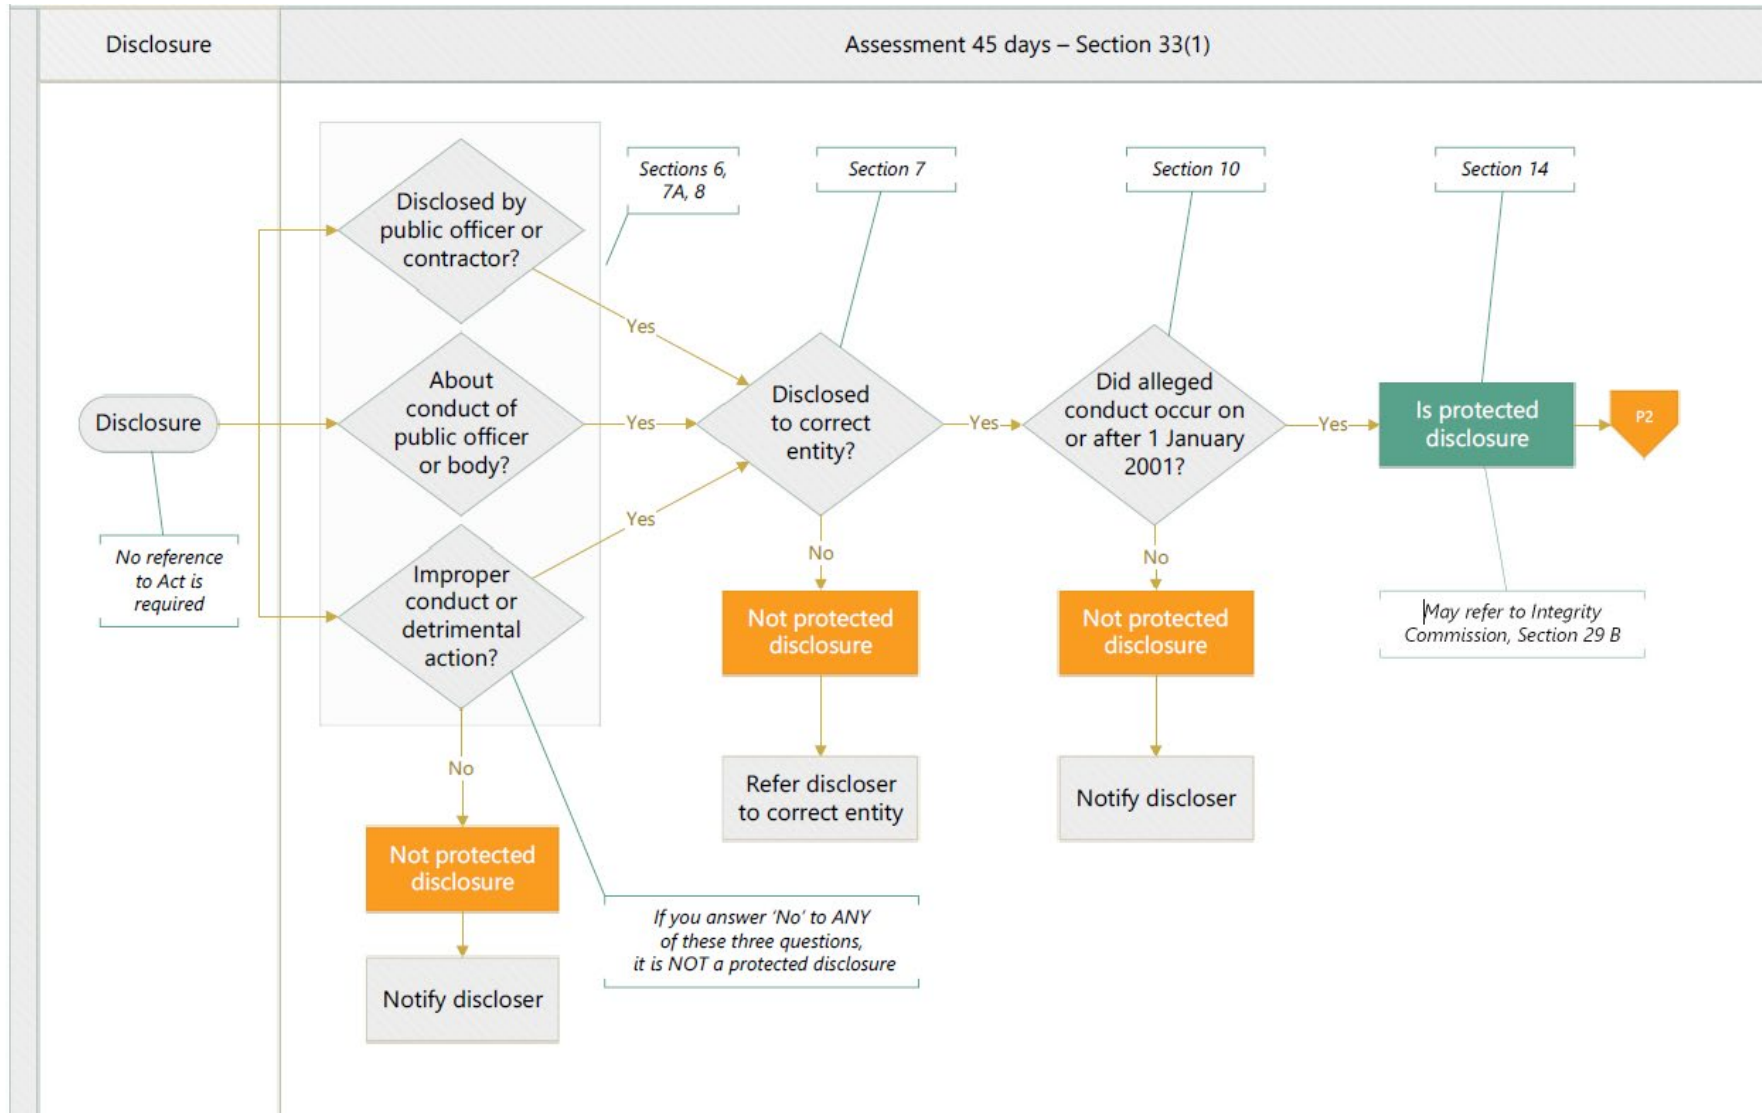 Disclosure
Assessment 45 days – Section 33(1)
Disclosed by
public officer or
contractor?
Sections 6,
7A, 8
Section 7
Section 10
Section 14
Yes
About
conduct of
public officer
or body?
Yes
Disclosure
No reference
to Act is
required
Improper
conduct or
detrimental
action?
Yes
Disclosed
to correct
entity?
Yes
Did alleged
conduct occur on
or after 1 January
2001?
Yes
Is protected
disclosure
P2
May refer to Integrity
Commission, Section 29 B
No
Not protected
disclosure
Refer discloser
to correct entity
No
Not protected
disclosure
Notify discloser
No
Not protected
disclosure
Notify discloser
If you answer ‘No’ to ANY
of these three questions,
it is NOT a protected disclosure